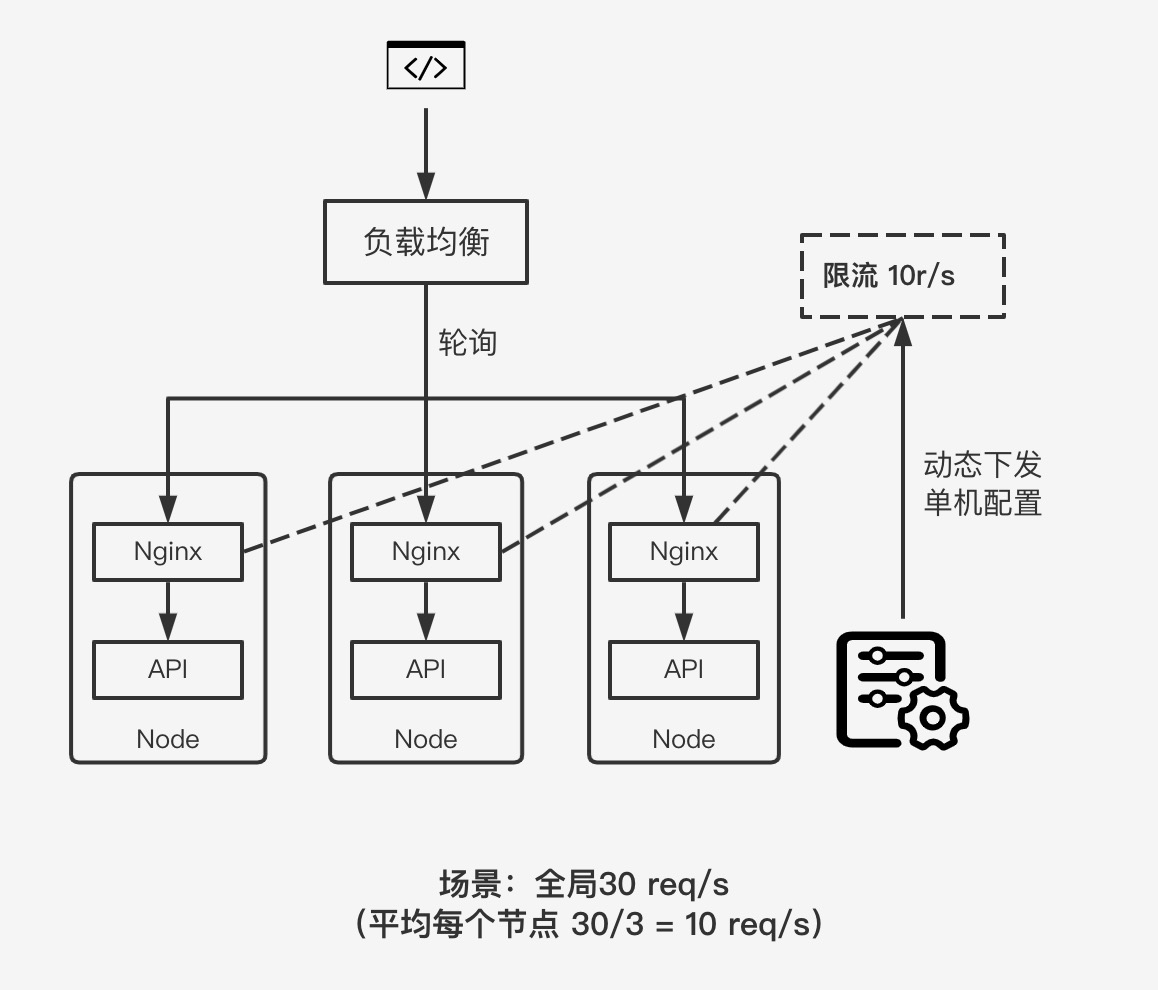 </>
负载均衡
限流 10r/s
轮询
动态下发
单机配置
Nginx
Nginx
Nginx
API
API
API
Node
Node
Node
场景：全局30 req/s
（平均每个节点 30/3 = 10 req/s）